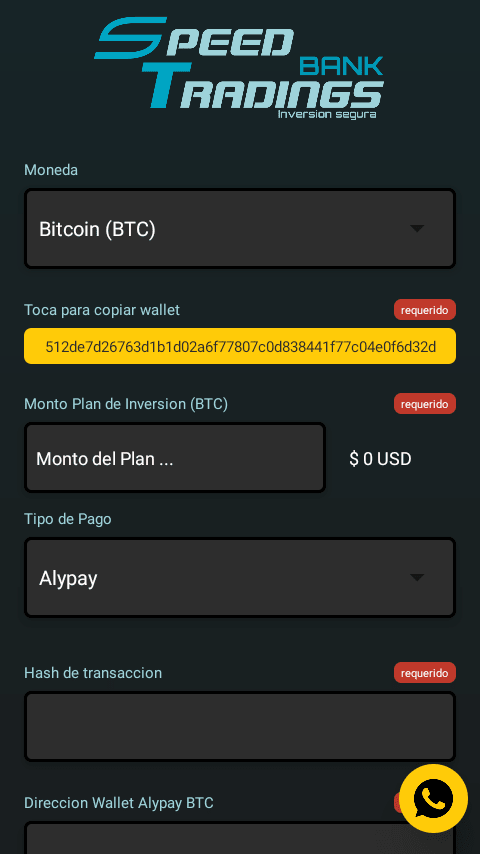 SPEED
BANK
TRADINGS
Inversion segura
Moneda
Bitcoin (BTC)
Toca para copiar wallet
requerido
512de7d26763d1b1d02a6f77807c0d838441f77c04e0f6d32d
Monto Plan de Inversion (BTC)
requerido
Monto del Plan ...
$ 0 USD
Tipo de Pago
Alypay
Hash de transaccion
requerido
Direccion Wallet Alypay BTC